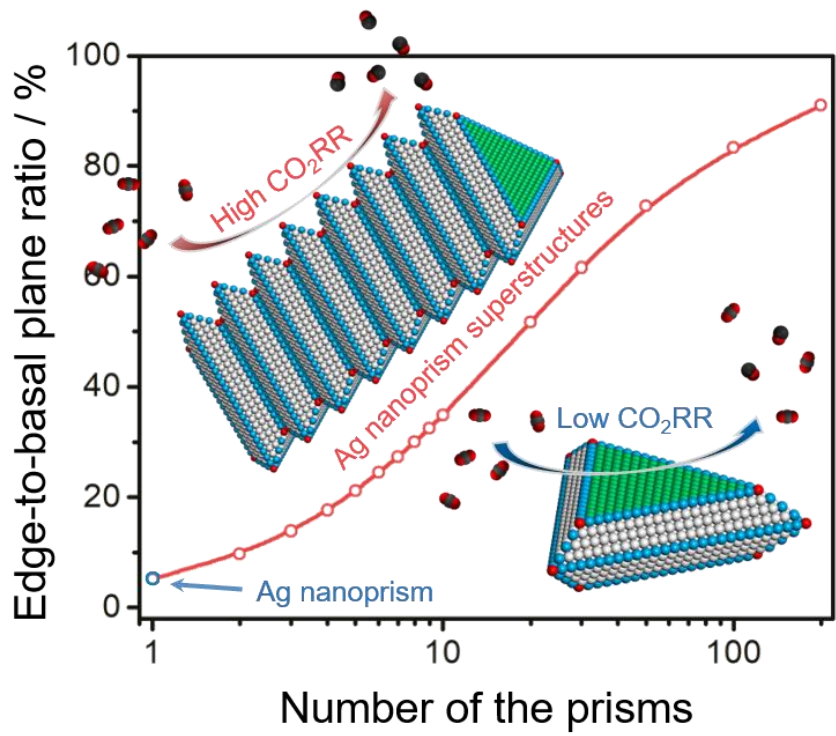 Edge-to-basal plane ratio / %
100
80
60
40
20
0
High CO₂RR
Ag nanoprism superstructures
Low CO₂RR
Ag nanoprism
1
10
100
Number of the prisms